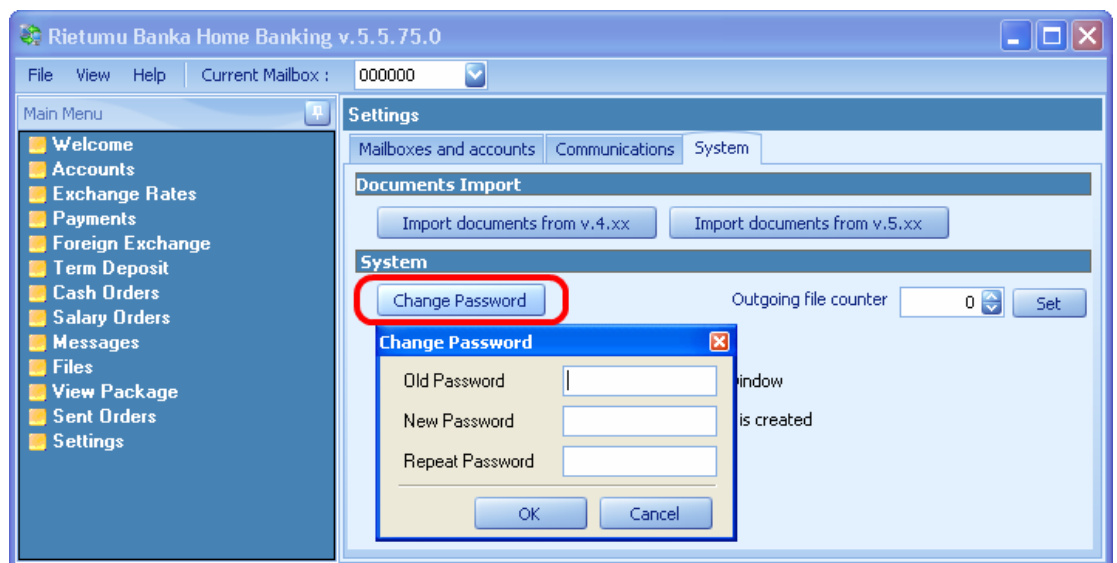 Rietumu Banka Home Banking v.5.5.75.0
File View Help Current Mailbox : 000000
Main Menu
Welcome
Accounts
Exchange Rates
Payments
Foreign Exchange
Term Deposit
Cash Orders
Salary Orders
Messages
Files
View Package
Sent Orders
Settings
Settings
Mailboxes and accounts Communications System
Documents Import
Import documents from v.4.xx Import documents from v.5.xx
System
Change Password Outgoing file counter 0 Set
Change Password
Old Password
New Password
Repeat Password
OK Cancel
is created